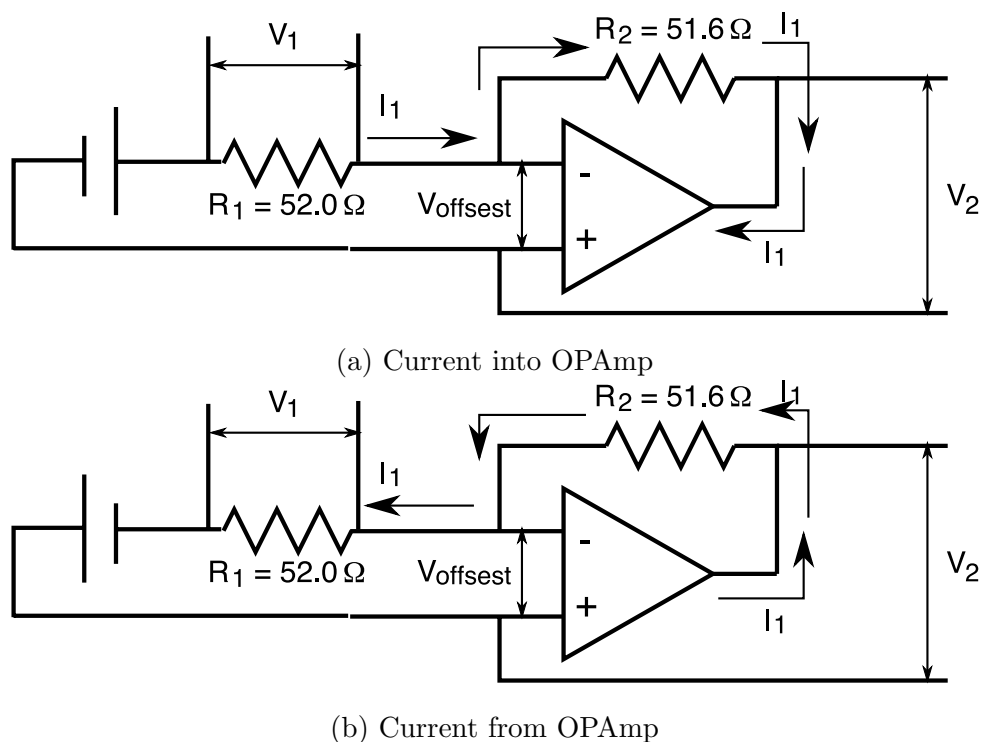 V1
I1
R2 = 51.6 Ω
I1
R1 = 52.0 Ω
Voffsest
-
+
I1
V2
(a) Current into OPAmp
V1
I1
R2 = 51.6 Ω
I1
R1 = 52.0 Ω
Voffsest
-
+
I1
V2
(b) Current from OPAmp